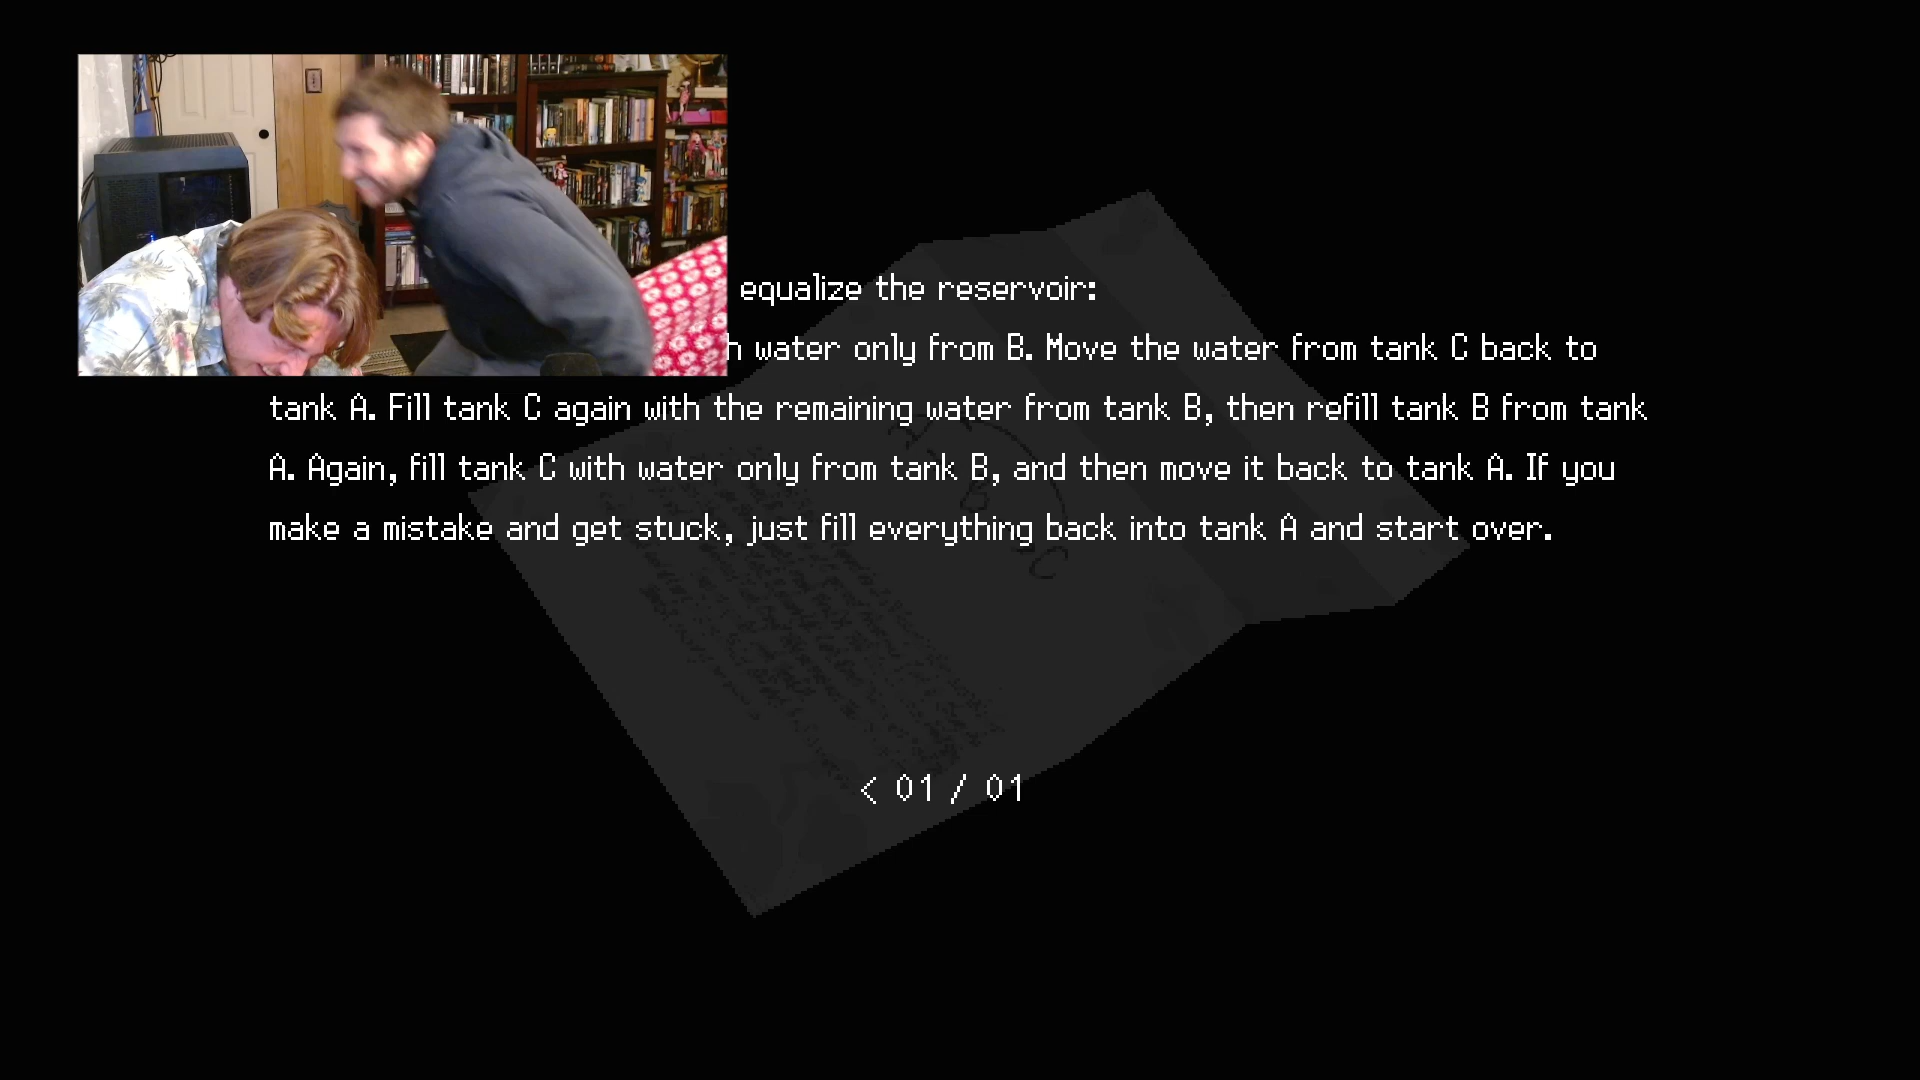 equalize the reservoir:
water only from B. Move the water from tank C back to
tank A. Fill tank C again with the remaining water from tank B, then refill tank B from tank
A. Again, fill tank C with water only from tank B, and then move it back to tank A. If you
make a mistake and get stuck, just fill everything back into tank A and start over.
< 01 / 01